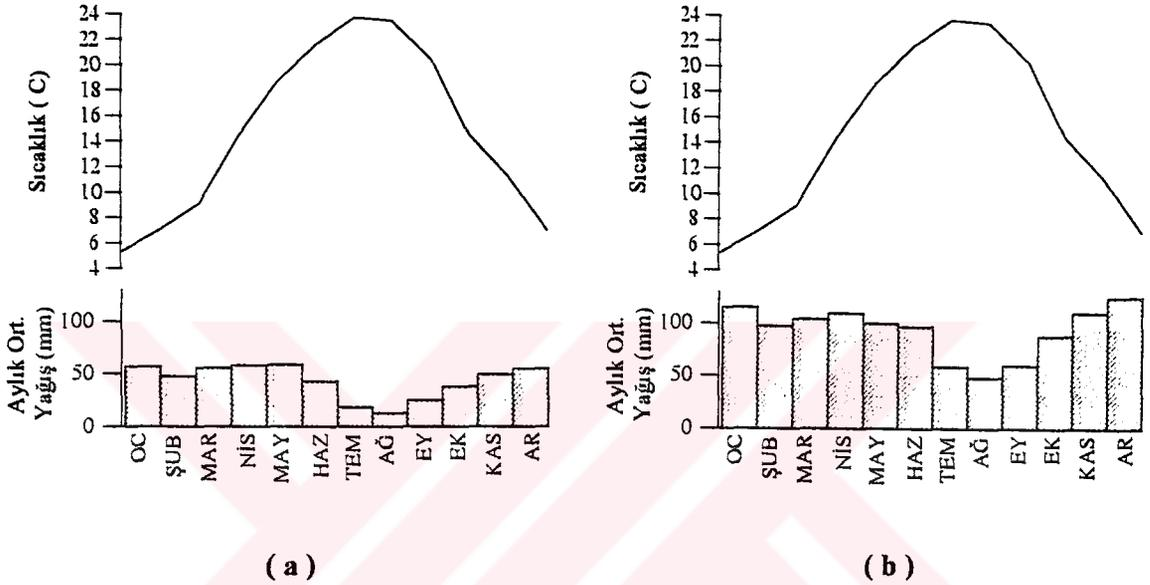 24
22
20
18
16
14
12
10
8
6
4
Sıcaklık ( C)
100
50
0
Aylık Ort.
Yağış (mm)
OC
ŞUB
MAR
NİS
MAY
HAZ
TEM
AĞ
EY
EK
KAS
AR
( a )
24
22
20
18
16
14
12
10
8
6
4
Sıcaklık ( C)
100
50
0
Aylık Ort.
Yağış (mm)
OC
ŞUB
MAR
NİS
MAY
HAZ
TEM
AĞ
EY
EK
KAS
AR
( b )